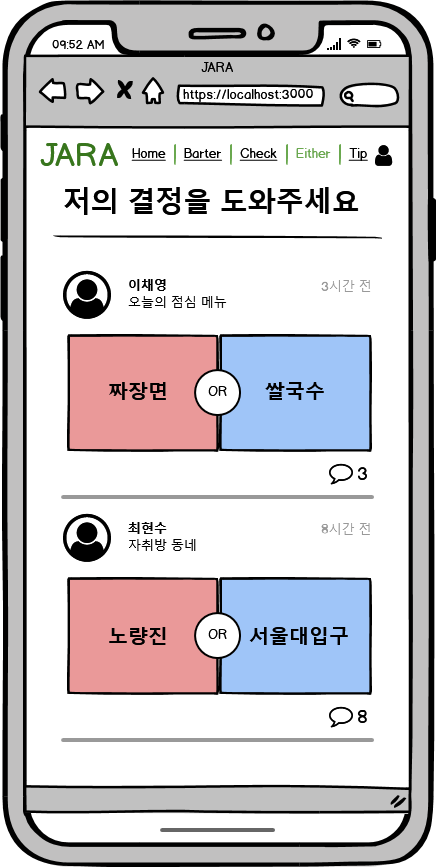 09:52 AM
JARA
https://localhost:3000
JARA Home Barter Check Either Tip
저의 결정을 도와주세요
이채영 3시간 전
오늘의 점심 메뉴
짜장면 OR 쌀국수
3
최현수 8시간 전
자취방 동네
노량진 OR 서울대입구
8